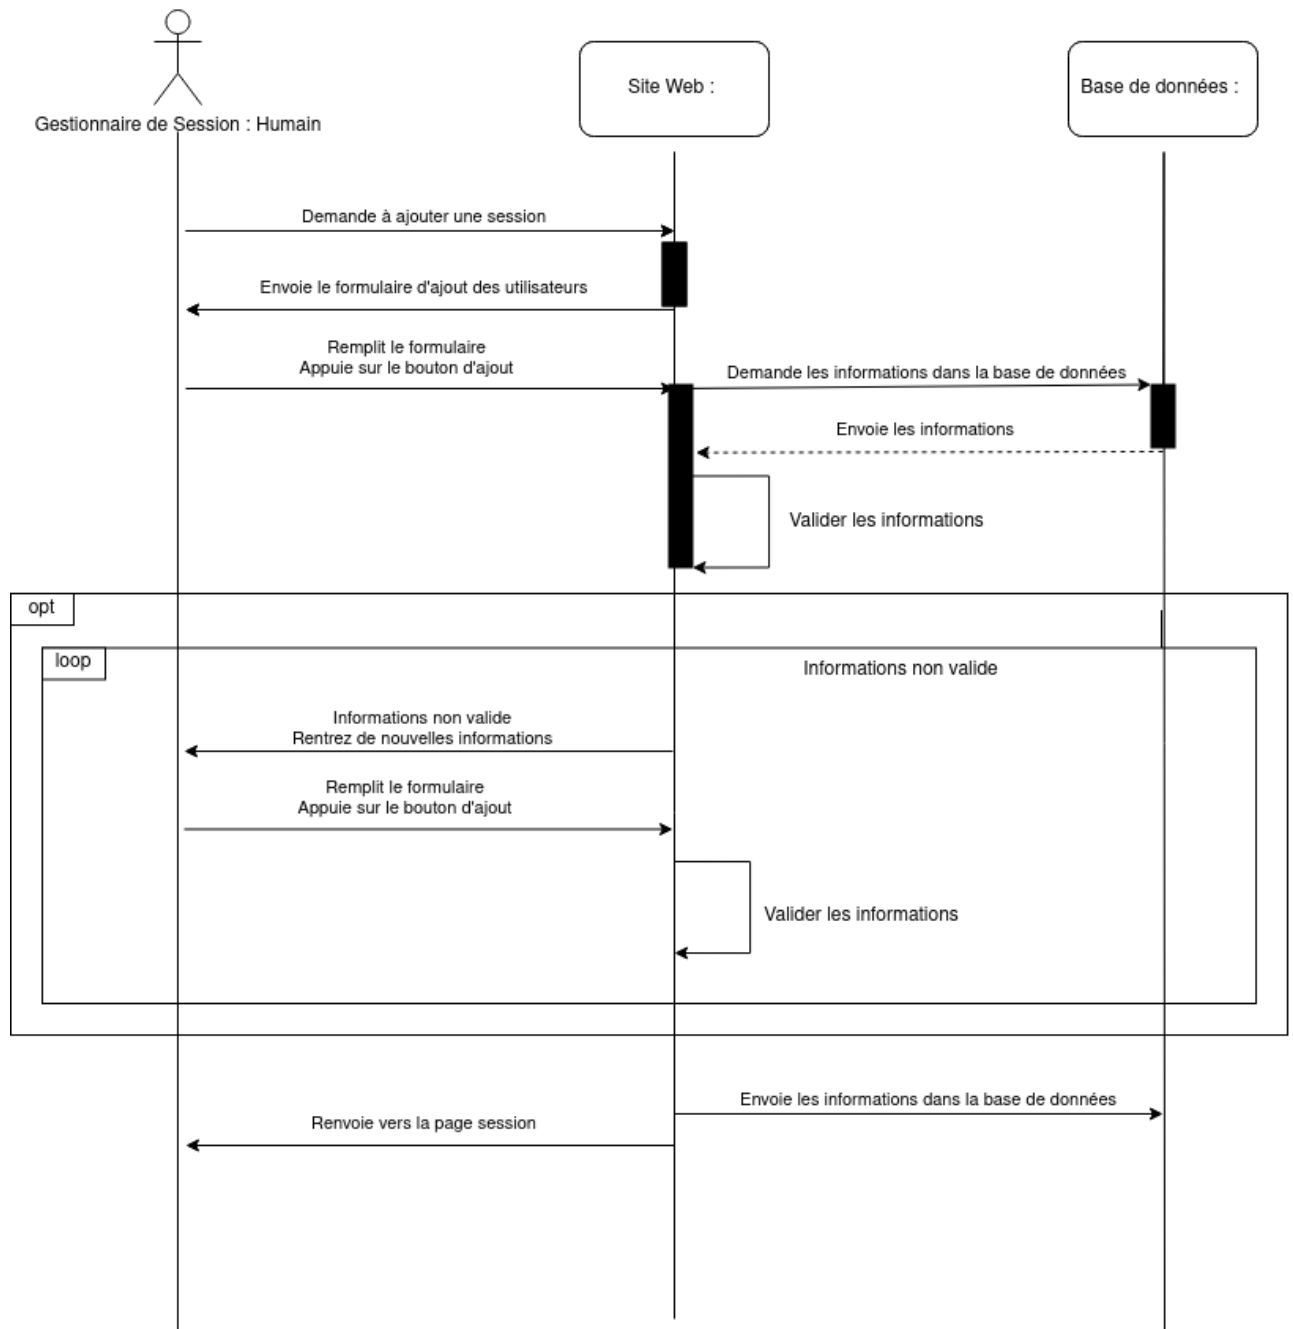 Gestionnaire de Session : Humain
Site Web :
Base de données :
Demande à ajouter une session
Envoie le formulaire d'ajout des utilisateurs
Remplit le formulaire
Appuie sur le bouton d'ajout
Demande les informations dans la base de données
Envoie les informations
Valider les informations
opt
loop
Informations non valide
Informations non valide
Rentrez de nouvelles informations
Remplit le formulaire
Appuie sur le bouton d'ajout
Valider les informations
Envoie les informations dans la base de données
Renvoie vers la page session